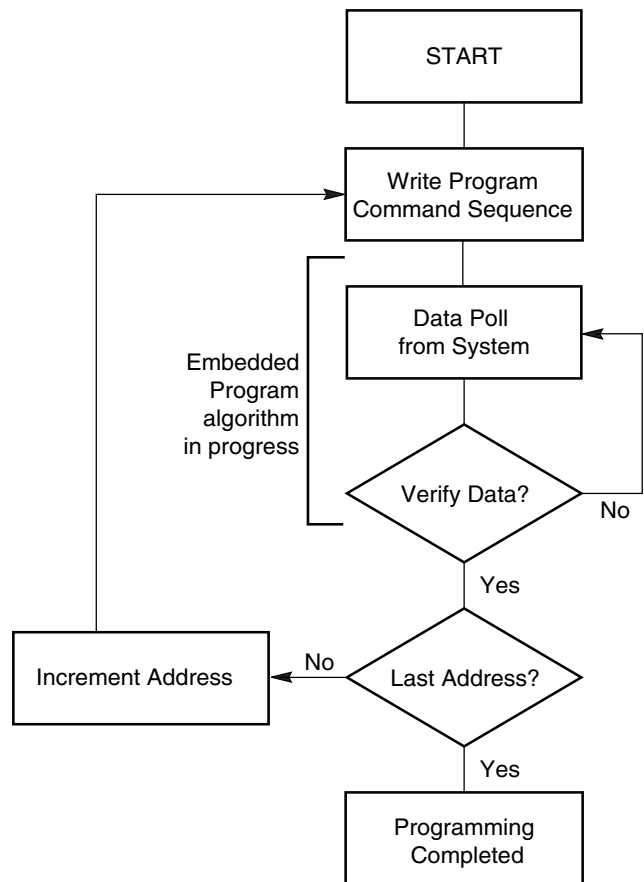 START
Write Program
Command Sequence
Data Poll
from System
Embedded
Program
algorithm
in progress
Verify Data?
No
Yes
Increment Address
No
Last Address?
Yes
Programming
Completed